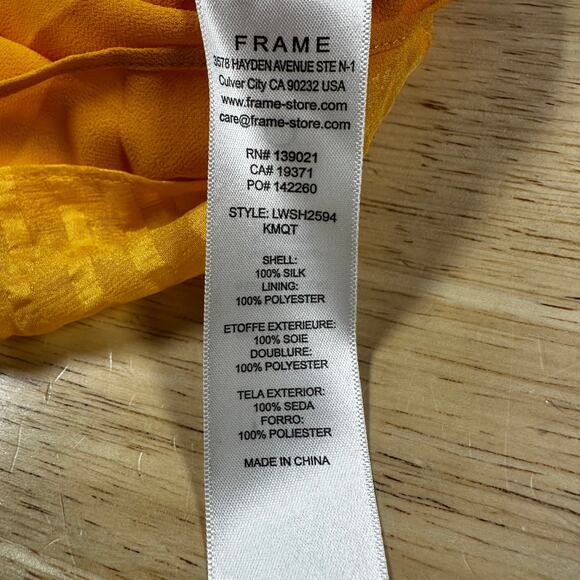 FRAME
3578 HAYDEN AVENUE STE N-1
Culver City CA 90232 USA
www.frame-store.com
care@frame-store.com
RN# 139021
CA# 19371
PO# 142260
STYLE: LWSH2594
KMQT
SHELL:
100% SILK
LINING:
100% POLYESTER
ETOFFE EXTERIEURE:
100% SOIE
DOUBLURE:
100% POLYESTER
TELA EXTERIOR:
100% SEDA
FORRO:
100% POLIESTER
MADE IN CHINA